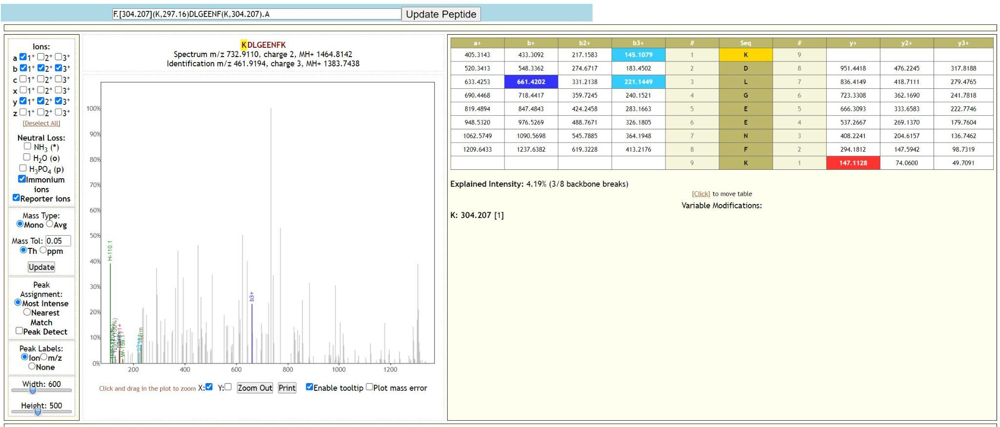 F.[304.207](K,297.16)DLGEENF(K,304.207).A Update Peptide
Ions:
a 1+ 2+ 3+
b 1+ 2+ 3+
c 1+ 2+ 3+
x 1+ 2+ 3+
y 1+ 2+ 3+
z 1+ 2+ 3+
[Deselect All]
Neutral Loss:
NH3 (*)
H2O (o)
H3PO4 (p)
Immonium
ions
Reporter ions
Mass Type:
Mono Avg
Mass Tol: 0.05
Th ppm
Update
Peak
Assignment:
Most Intense
Nearest
Match
Peak Detect
Peak Labels:
Ion m/z
None
Width: 600
Height: 500
KDLGEENFK
Spectrum m/z 732.9110, charge 2, MH+ 1464.8142
Identification m/z 461.9194, charge 3, MH+ 1383.7438
100%
90%
80%
70%
60%
50%
40%
30%
20%
10%
0%
H-110.1
y1+
b3+
200 400 600 800 1000 1200
Click and drag in the plot to zoom X: Y: Zoom Out Print Enable tooltip Plot mass error
a+ b+ b2+ b3+ # Seq # y+ y2+ y3+
405.3143 433.3092 217.1583 145.1079 1 K 9
520.3413 548.3362 274.6717 183.4502 2 D 8 951.4418 476.2245 317.8188
633.4253 661.4202 331.2138 221.1449 3 L 7 836.4149 418.7111 279.4765
690.4468 718.4417 359.7245 240.1521 4 G 6 723.3308 362.1690 241.7818
819.4894 847.4843 424.2458 283.1663 5 E 5 666.3093 333.6583 222.7746
948.5320 976.5269 488.7671 326.1805 6 E 4 537.2667 269.1370 179.7604
1062.5749 1090.5698 545.7885 364.1948 7 N 3 408.2241 204.6157 136.7462
1209.6433 1237.6382 619.3228 413.2176 8 F 2 294.1812 147.5942 98.7319
9 K 1 147.1128 74.0600 49.7091
Explained Intensity: 4.19% (3/8 backbone breaks)
[Click] to move table
Variable Modifications:
K: 304.207 [1]